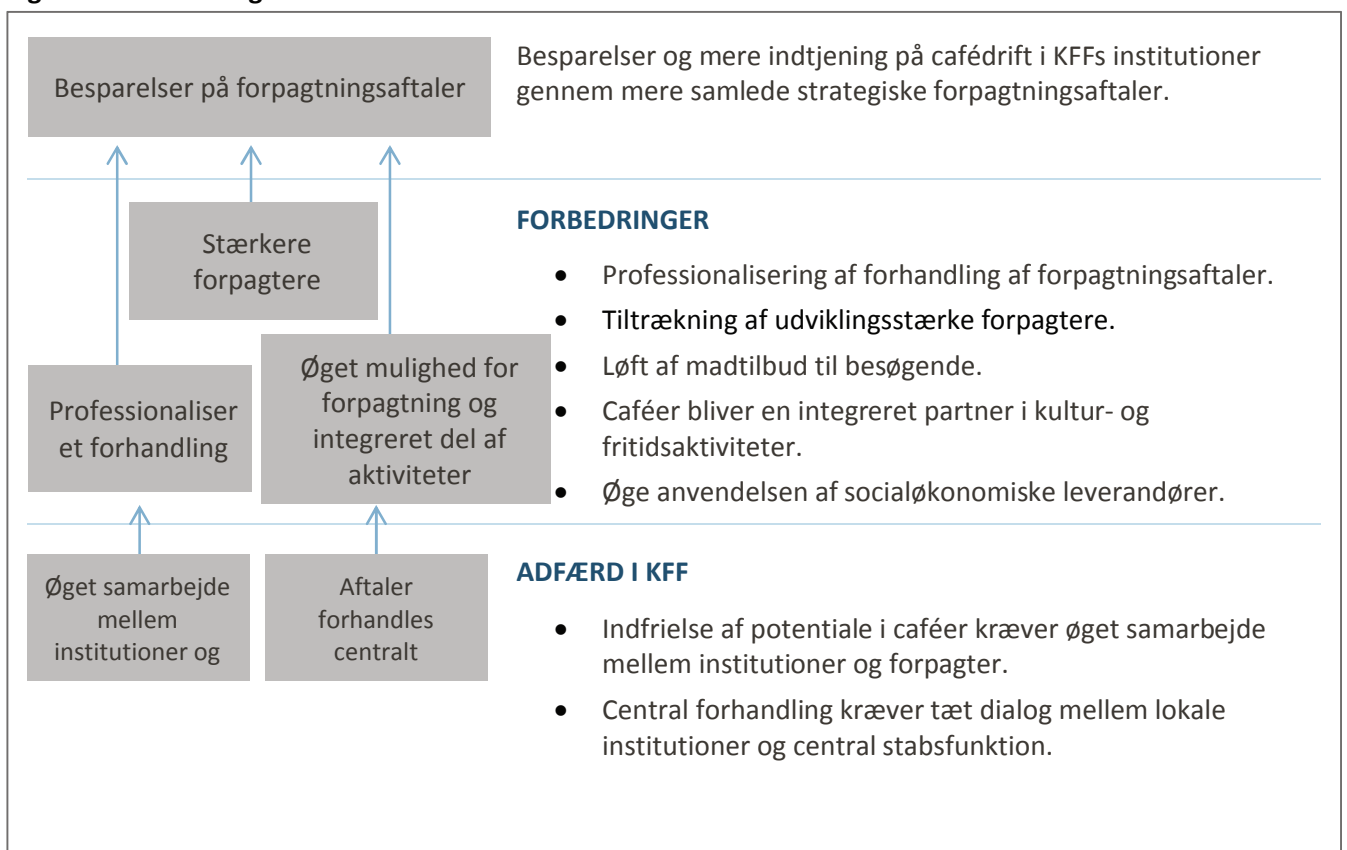 Besparelser på forpagtningsaftaler
Besparelser og mere indtjening på cafédrift i KFFs institutioner
gennem mere samlede strategiske forpagtningsaftaler.
Stærkere
forpagtere
Professionaliser
et forhandling
Øget mulighed for
forpagtning og
integreret del af
aktiviteter
FORBEDRINGER
• Professionalisering af forhandling af forpagtningsaftaler.
• Tiltrækning af udviklingsstærke forpagtere.
• Løft af madtilbud til besøgende.
• Caféer bliver en integreret partner i kultur- og
fritidsaktiviteter.
• Øge anvendelsen af socialøkonomiske leverandører.
Øget samarbejde
mellem
institutioner og
Aftaler
forhandles
centralt
ADFÆRD I KFF
• Indfrielse af potentiale i caféer kræver øget samarbejde
mellem institutioner og forpagter.
• Central forhandling kræver tæt dialog mellem lokale
institutioner og central stabsfunktion.